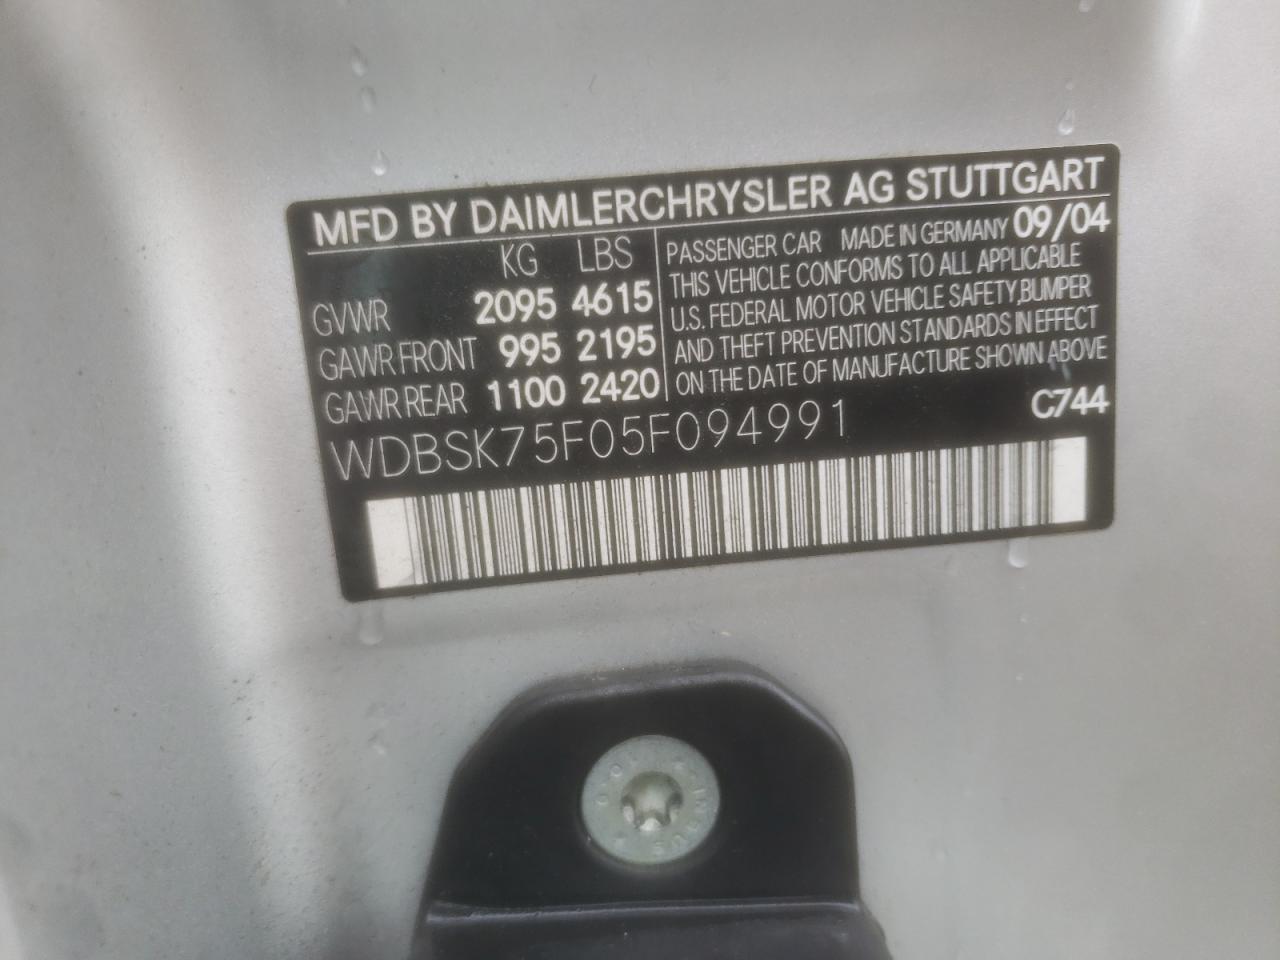 MFD BY DAIMLERCHRYSLER AG STUTTGART
KG LBS
GVWR 2095 4615
GAWR FRONT 995 2195
GAWR REAR 1100 2420
PASSENGER CAR MADE IN GERMANY 09/04
THIS VEHICLE CONFORMS TO ALL APPLICABLE
U.S. FEDERAL MOTOR VEHICLE SAFETY,BUMPER
AND THEFT PREVENTION STANDARDS IN EFFECT
ON THE DATE OF MANUFACTURE SHOWN ABOVE
C744
WDBSK75F05F094991